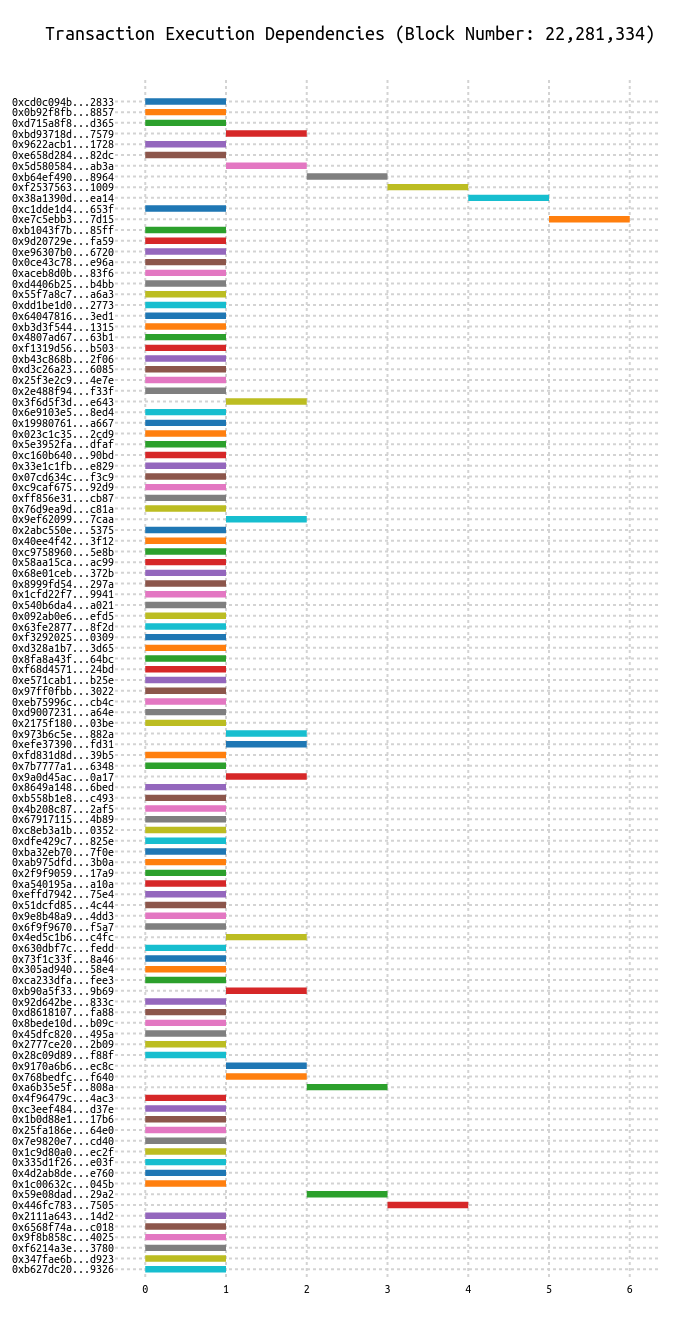 Transaction Execution Dependencies (Block Number: 22,281,334)
0xcd0c094b...2833
0x0b92f8fb...8857
0xd715a8f8...d365
0xbd93718d...7579
0x9622acb1...1728
0xe658d284...82dc
0x5d580584...ab3a
0xb64ef490...8964
0xf2537563...1009
0x38a1390d...ea14
0xc1dde1d4...653f
0xe7c5ebb3...7d15
0xb1043f7b...85ff
0x9d20729e...fa59
0xe96307b0...6720
0x0ce43c78...e96a
0xaceb8d0b...83f6
0xd4406b25...b4bb
0x55f7a8c7...a6a3
0xdd1be1d0...2773
0x64047816...3ed1
0xb3d3f544...1315
0x4807ad67...63b1
0xf1319d56...b503
0xb43c868b...2f06
0xd3c26a23...6085
0x25f3e2c9...4e7e
0x2e488f94...f33f
0x3f6d5f3d...e643
0x6e9103e5...8ed4
0x19980761...a667
0x023c1c35...2cd9
0x5e3952fa...dfaf
0xc160b640...90bd
0x33e1c1fb...e829
0x07cd634c...f3c9
0xc9caf675...92d9
0xff856e31...cb87
0x76d9ea9d...c81a
0x9ef62099...7caa
0x2abc550e...5375
0x40ee4f42...3f12
0xc9758960...5e8b
0x58aa15ca...ac99
0x68e01ceb...372b
0x8999fd54...297a
0x1cfd22f7...9941
0x540b6da4...a021
0x092ab0e6...efd5
0x63fe2877...8f2d
0xf3292025...0309
0xd328a1b7...3d65
0x8fa8a43f...64bc
0xf68d4571...24bd
0xe571cab1...b25e
0x97ff0fbb...3022
0xeb75996c...cb4c
0xd9007231...a64e
0x2175f180...03be
0x973b6c5e...882a
0xefe37390...fd31
0xfd831d8d...39b5
0x7b7777a1...6348
0x9a0d45ac...0a17
0x8649a148...6bed
0xb558b1e8...c493
0x4b208c87...2af5
0x67917115...4b89
0xc8eb3a1b...0352
0xdfe429c7...825e
0xba32eb70...7f0e
0xab975dfd...3b0a
0x2f9f9059...17a9
0xa540195a...a10a
0xeffd7942...75e4
0x51dcfd85...4c44
0x9e8b48a9...4dd3
0x6f9f9670...f5a7
0x4ed5c1b6...c4fc
0x630dbf7c...fedd
0x73f1c33f...8a46
0x305ad940...58e4
0xca233dfa...fee3
0xb90a5f33...9b69
0x92d642be...833c
0xd8618107...fa88
0x8bede10d...b09c
0x45dfc820...495a
0x2777ce20...2b09
0x28c09d89...f88f
0x9170a6b6...ec8c
0x768bedfc...f640
0xa6b35e5f...808a
0x4f96479c...4ac3
0xc3eef484...d37e
0x1b0d88e1...17b6
0x25fa186e...64e0
0x7e9820e7...cd40
0x1c9d80a0...ec2f
0x335d1f26...e03f
0x4d2ab8de...e760
0x1c00632c...045b
0x59e08dad...29a2
0x446fc783...7505
0x2111a643...14d2
0x6568f74a...c018
0x9f8b858c...4025
0xf6214a3e...3780
0x347fae6b...d923
0xb627dc20...9326
0 1 2 3 4 5 6